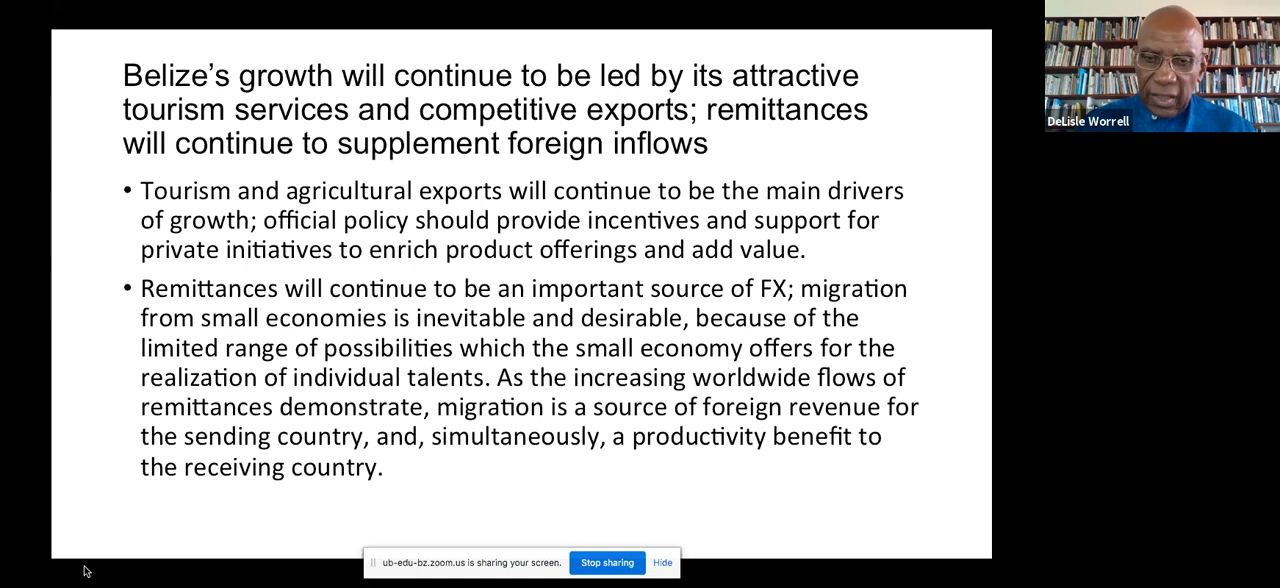 Belize’s growth will continue to be led by its attractive
tourism services and competitive exports; remittances
will continue to supplement foreign inflows
• Tourism and agricultural exports will continue to be the main drivers
of growth; official policy should provide incentives and support for
private initiatives to enrich product offerings and add value.
• Remittances will continue to be an important source of FX; migration
from small economies is inevitable and desirable, because of the
limited range of possibilities which the small economy offers for the
realization of individual talents. As the increasing worldwide flows of
remittances demonstrate, migration is a source of foreign revenue for
the sending country, and, simultaneously, a productivity benefit to
the receiving country.
DeLisle Worrell
ub-edu-bz.zoom.us is sharing your screen.
Stop sharing
Hide